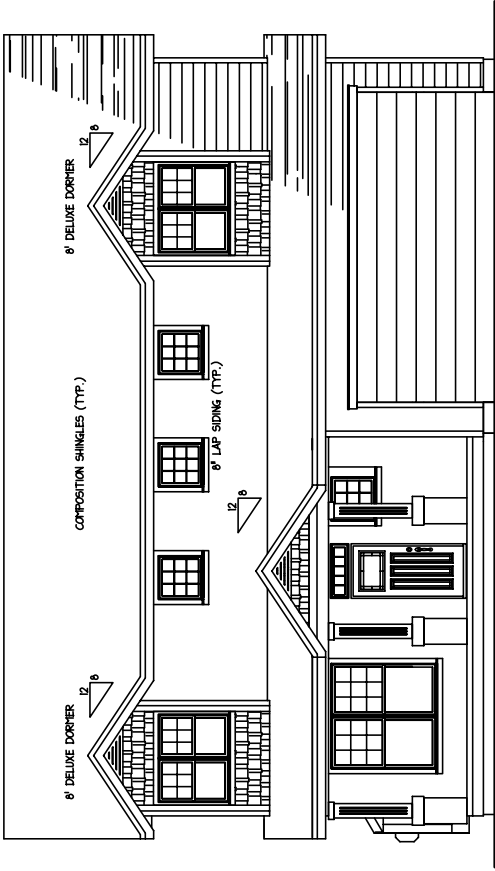 8' DELUXE DORMER
12
8
COMPOSITION SHINGLES (TYP.)
8' DELUXE DORMER
12
8
8" LAP SIDING (TYP.)
12
8